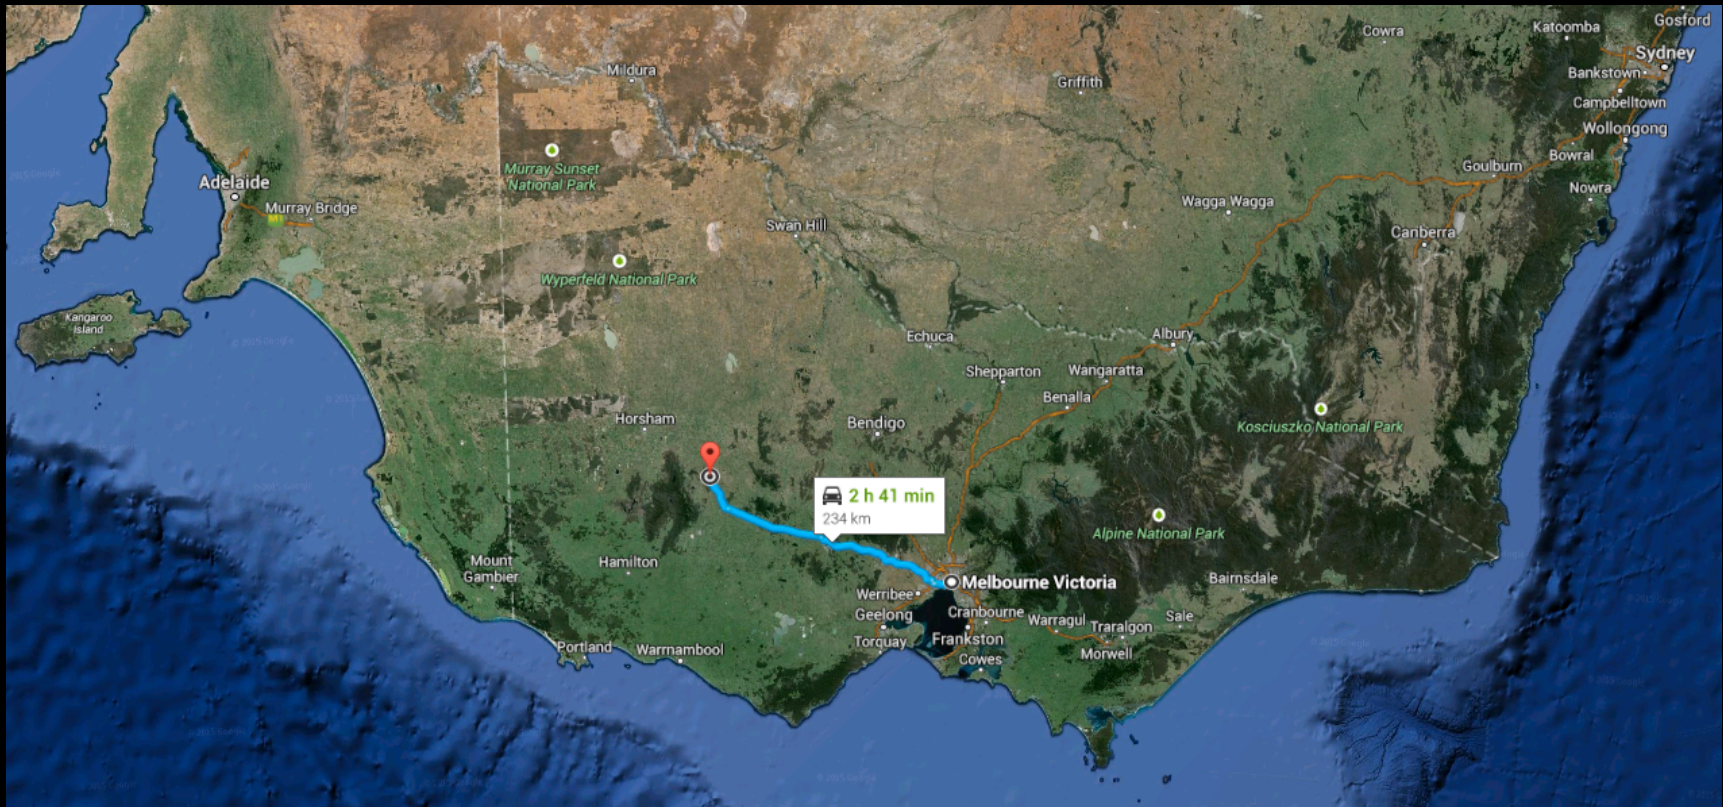 Gosford
Katoomba
Cowra
Sydney
Bankstown
Mildura
Griffith
Campbelltown
Wollongong
Bowral
Goulburn
Murray Sunset
National Park
Adelaide
Nowra
Wagga Wagga
Murray Bridge
M1
Swan Hill
Canberra
Wyperfeld National Park
Kangaroo
Island
Echuca
Albury
Shepparton
Wangaratta
Benalla
Horsham
Bendigo
Kosciuszko National Park
2 h 41 min
234 km
Alpine National Park
Mount
Gambier
Hamilton
Melbourne Victoria
Bairnsdale
Werribee
Geelong
Cranbourne
Warragul
Traralgon
Sale
Torquay
Frankston
Portland
Warrnambool
Cowes
Morwell
©2015 Google